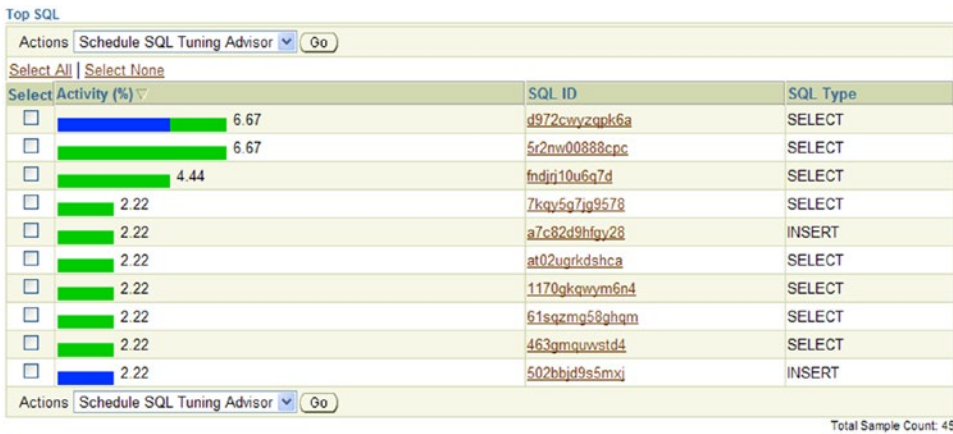 Top SQL
Actions Schedule SQL Tuning Advisor Go
Select All | Select None
Select Activity (%) SQL ID SQL Type
6.67 d972cwyzqpk6a SELECT
6.67 5r2nw00888cpc SELECT
4.44 fndjrj10u6q7d SELECT
2.22 7kqy5g7jg9578 SELECT
2.22 a7c82d9hfgy28 INSERT
2.22 at02ugrkdshca SELECT
2.22 1170gkqwym6n4 SELECT
2.22 61sqzmg58ghqm SELECT
2.22 463gmquwstd4 SELECT
2.22 502bbjd9s5mxj INSERT
Actions Schedule SQL Tuning Advisor Go
Total Sample Count: 45